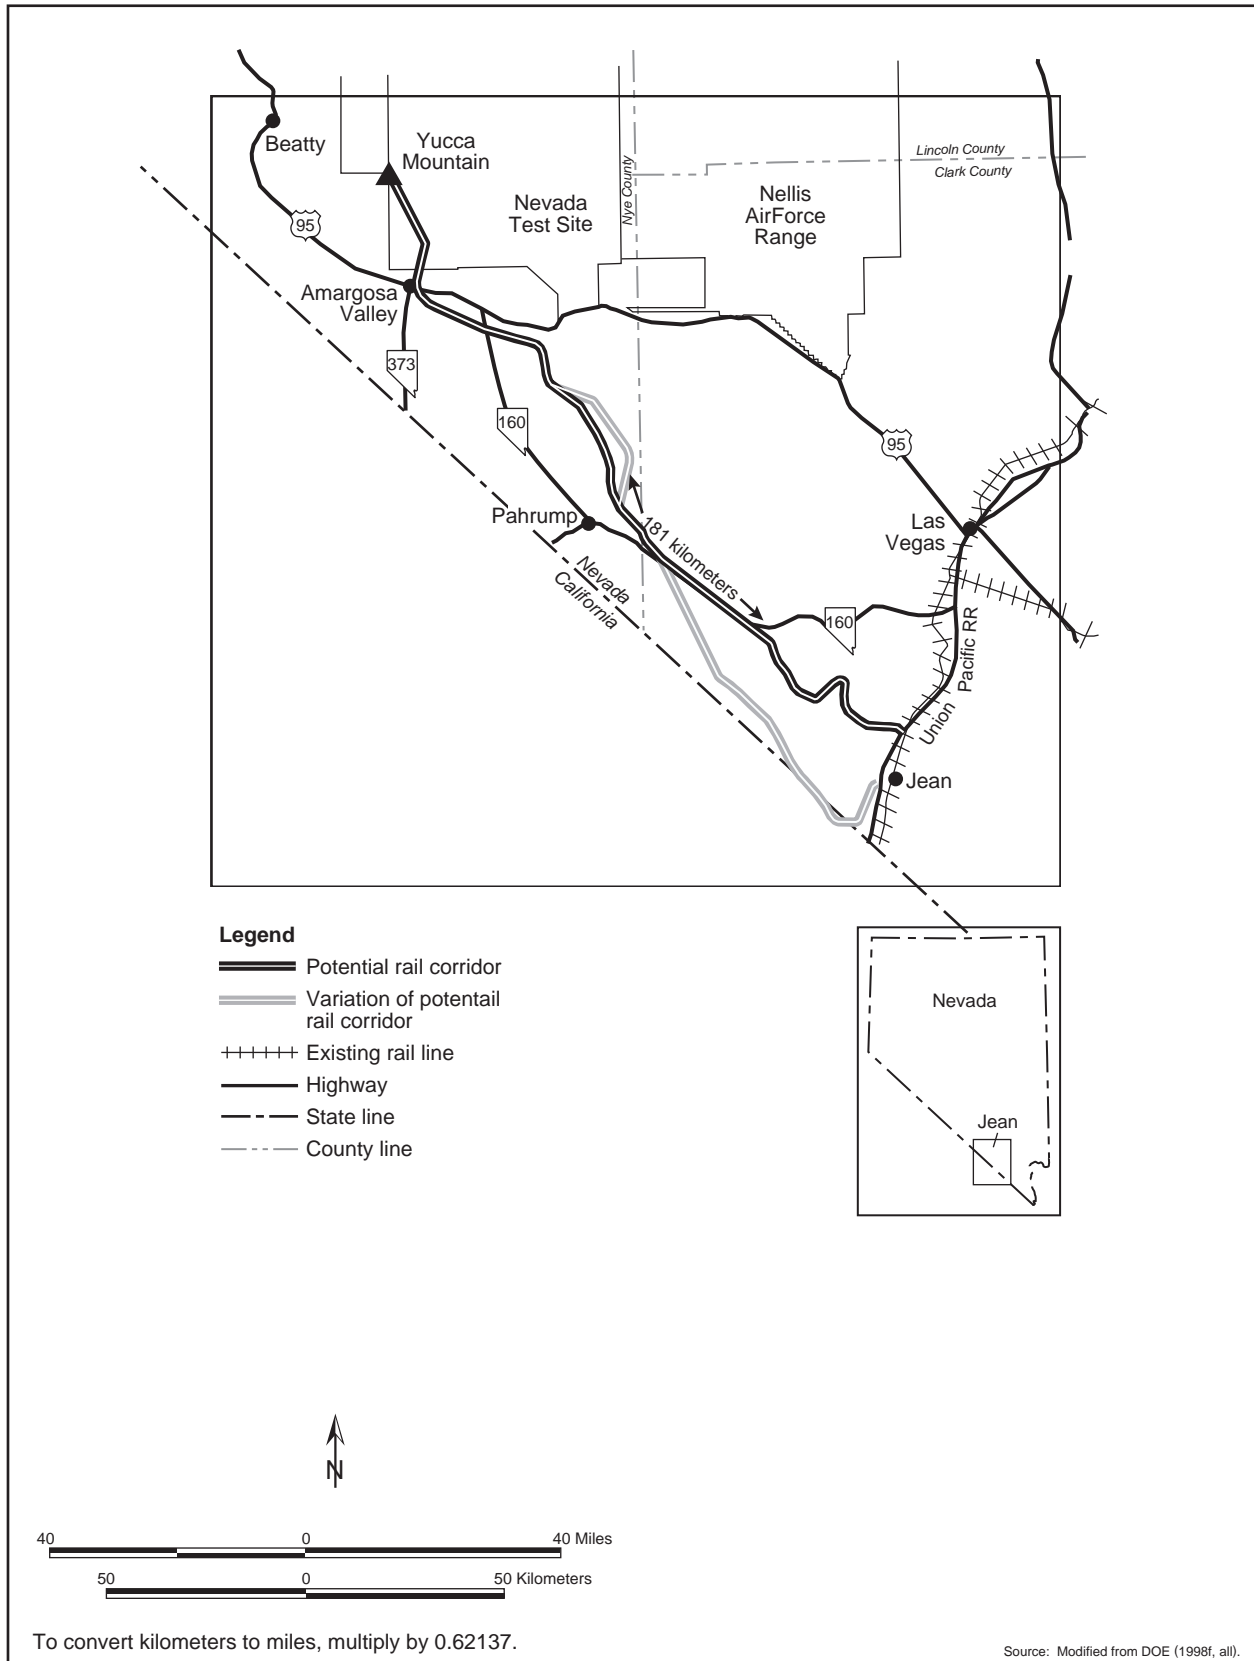 Beatty
Yucca
Mountain
Nevada
Test Site
Nye County
Lincoln County
Clark County
Nellis
AirForce
Range
95
Amargosa
Valley
373
160
95
Pahrump
181 kilometers
Las
Vegas
Nevada
California
160
Union
Pacific RR
Jean
Legend
Potential rail corridor
Variation of potentail
rail corridor
Existing rail line
Highway
State line
County line
Nevada
Jean
N
40 0 40 Miles
50 0 50 Kilometers
To convert kilometers to miles, multiply by 0.62137.
Source: Modified from DOE (1998f, all).